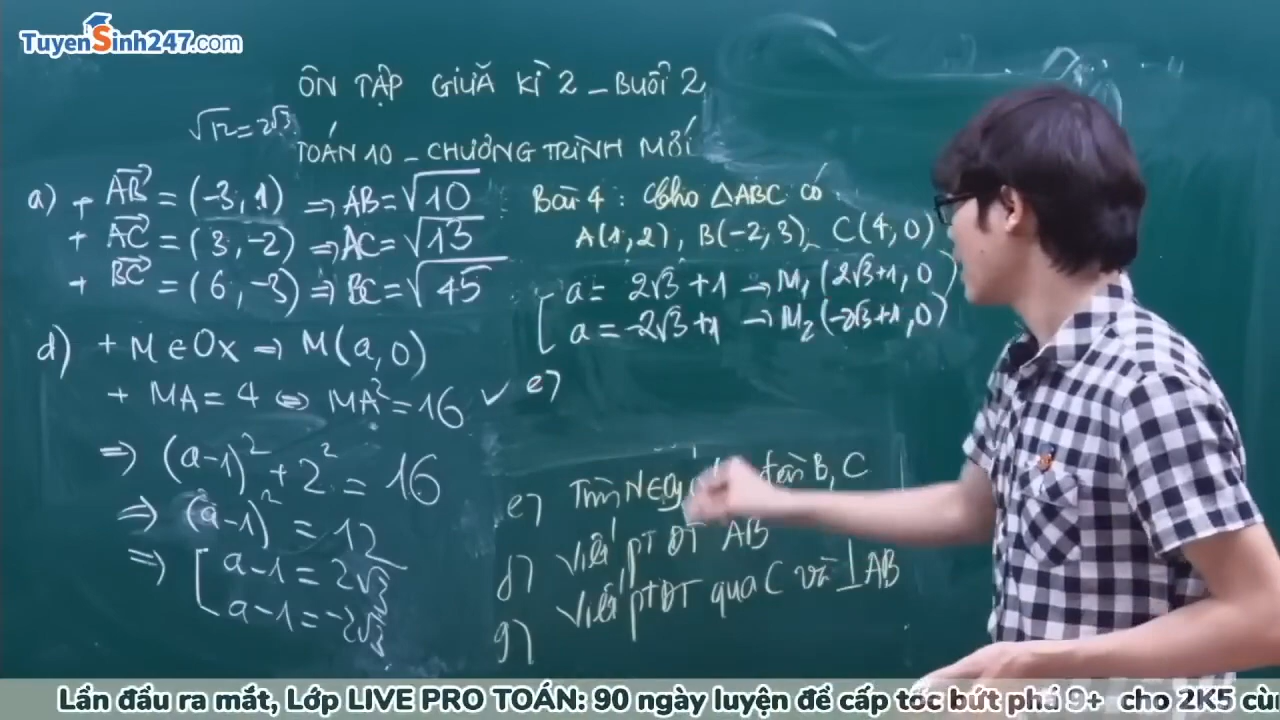 TuyenSinh247.com
ÔN TẬP GIỮA KÌ 2 - BUỔI 2
√12 = 2√3
TOÁN 10 - CHƯƠNG TRÌNH MỚI
a) + AB = (-3, 1) ⇒ AB = √10
+ AC = (3, -2) ⇒ AC = √13
+ BC = (6, -3) ⇒ BC = √45
d) + M ∈ Ox ⇒ M(a, 0)
+ MA = 4 ⇔ MA² = 16 ✓
⇒ (a-1)² + 2² = 16
⇒ (a-1)² = 12
⇒ [ a-1 = 2√3
a-1 = -2√3
Bài 4 : Cho △ABC có
A(1, 2), B(-2, 3), C(4, 0)
[ a = 2√3 + 1 → M₁(2√3+1, 0)
a = -2√3 + 1 → M₂(-2√3+1, 0)
e)
e) Tìm N ∈ Oy đến B, C
f) Viết pt ĐT AB
g) Viết ptĐT qua C và ⊥ AB
Lần đầu ra mắt, Lớp LIVE PRO TOÁN: 90 ngày luyện đề cấp tốc bứt phá 9+ cho 2K5 cùn